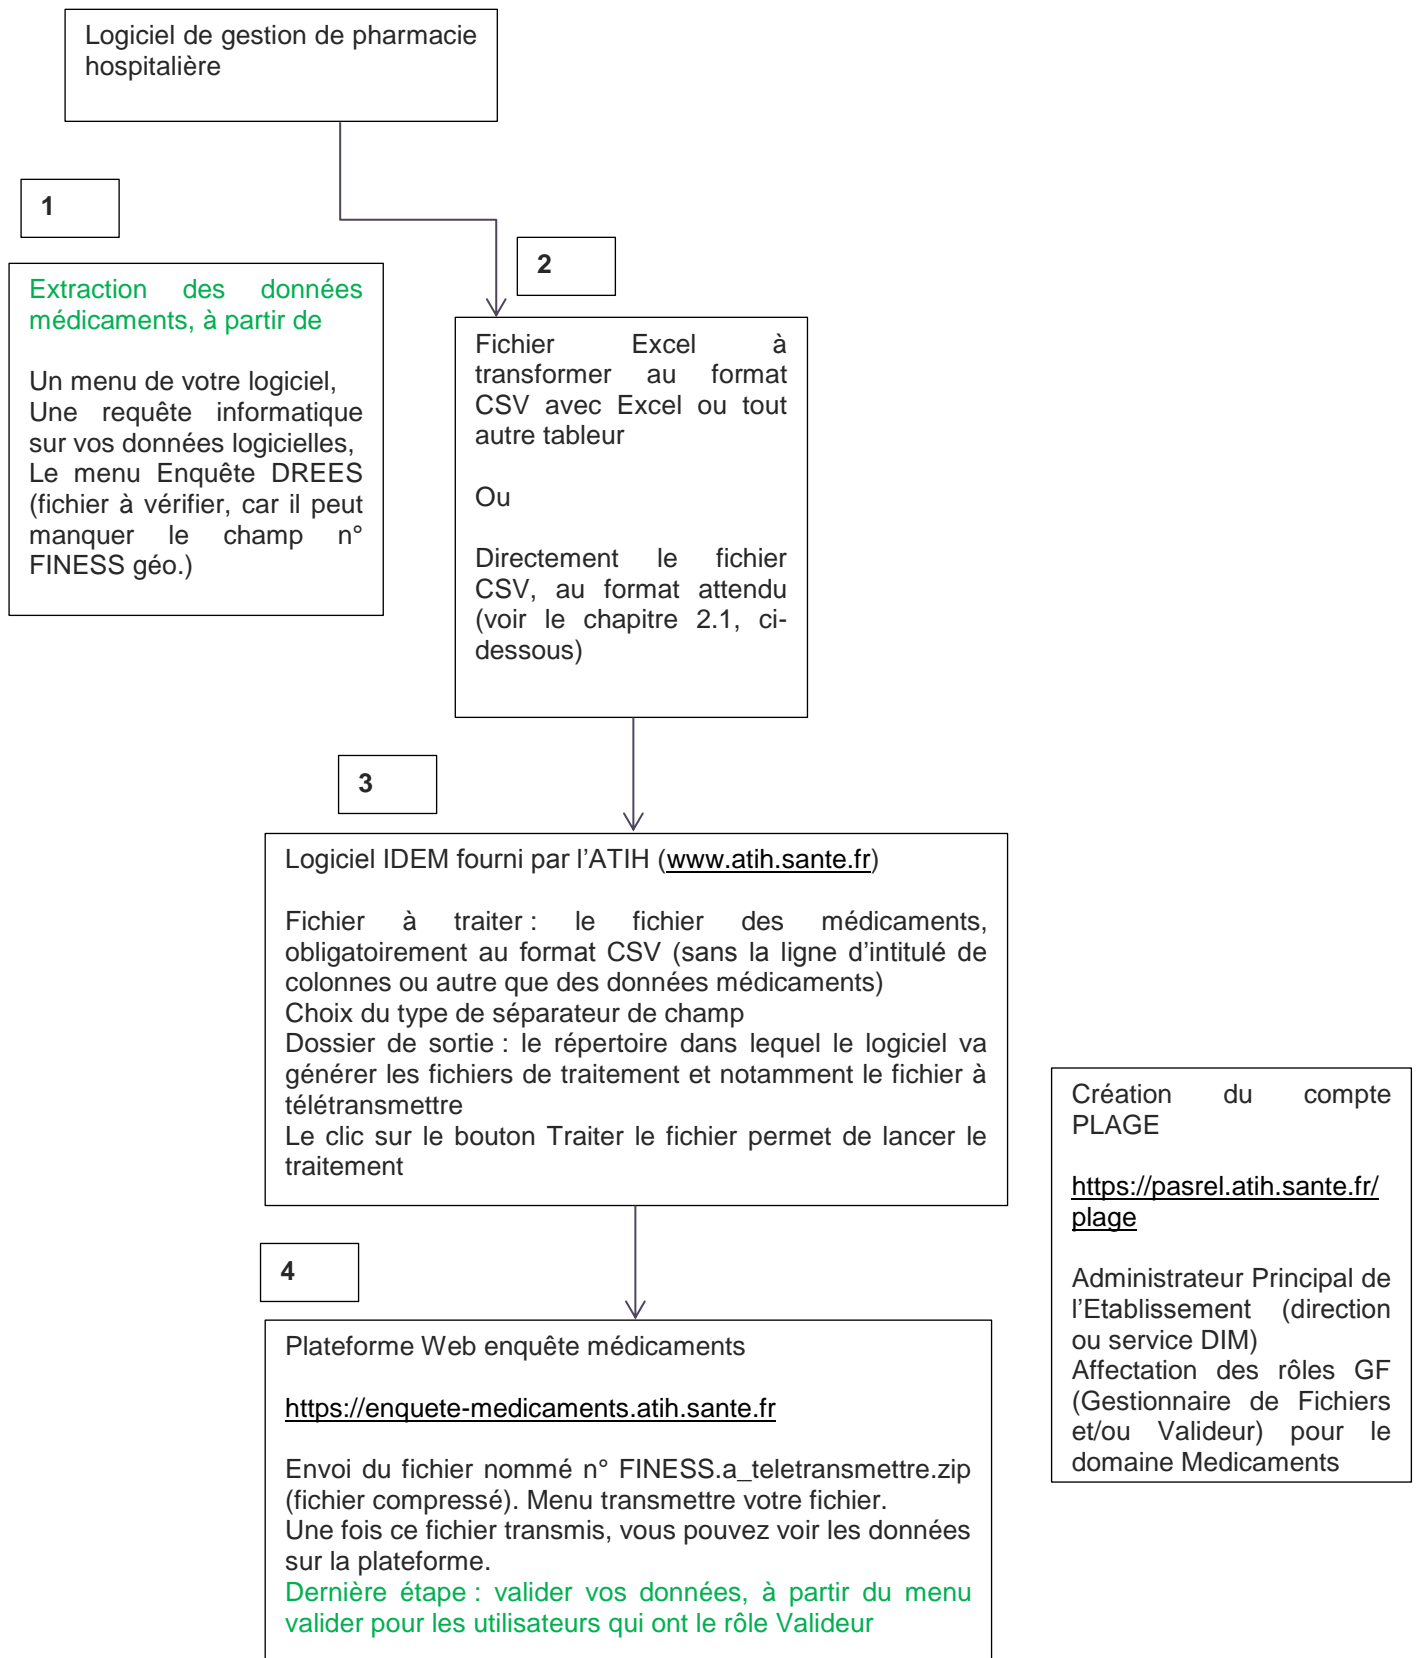 Logiciel de gestion de pharmacie
hospitalière
1
Extraction des données
médicaments, à partir de
Un menu de votre logiciel,
Une requête informatique
sur vos données logicielles,
Le menu Enquête DREES
(fichier à vérifier, car il peut
manquer le champ n°
FINESS géo.)
2
Fichier Excel à
transformer au format
CSV avec Excel ou tout
autre tableur
Ou
Directement le fichier
CSV, au format attendu
(voir le chapitre 2.1, ci-
dessous)
3
Logiciel IDEM fourni par l’ATIH (www.atih.sante.fr)
Fichier à traiter : le fichier des médicaments,
obligatoirement au format CSV (sans la ligne d’intitulé de
colonnes ou autre que des données médicaments)
Choix du type de séparateur de champ
Dossier de sortie : le répertoire dans lequel le logiciel va
générer les fichiers de traitement et notamment le fichier à
télétransmettre
Le clic sur le bouton Traiter le fichier permet de lancer le
traitement
Création du compte
PLAGE
https://pasrel.atih.sante.fr/
plage
Administrateur Principal de
l’Etablissement (direction
ou service DIM)
Affectation des rôles GF
(Gestionnaire de Fichiers
et/ou Valideur) pour le
domaine Medicaments
4
Plateforme Web enquête médicaments
https://enquete-medicaments.atih.sante.fr
Envoi du fichier nommé n° FINESS.a_teletransmettre.zip
(fichier compressé). Menu transmettre votre fichier.
Une fois ce fichier transmis, vous pouvez voir les données
sur la plateforme.
Dernière étape : valider vos données, à partir du menu
valider pour les utilisateurs qui ont le rôle Valideur